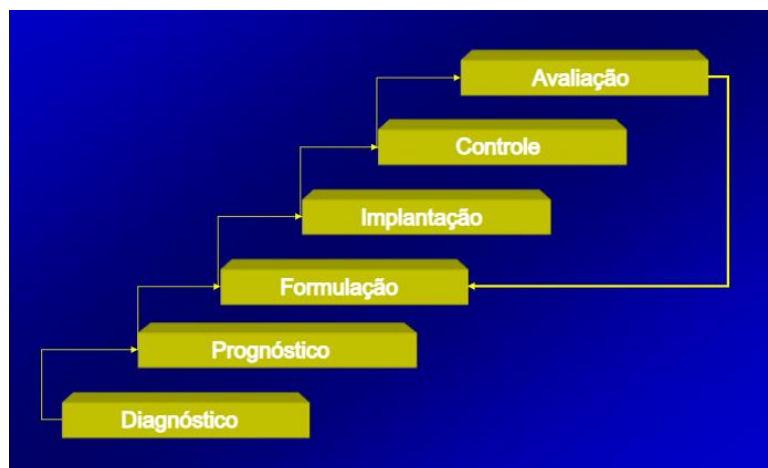 Avaliação
Controle
Implantação
Formulação
Prognóstico
Diagnóstico